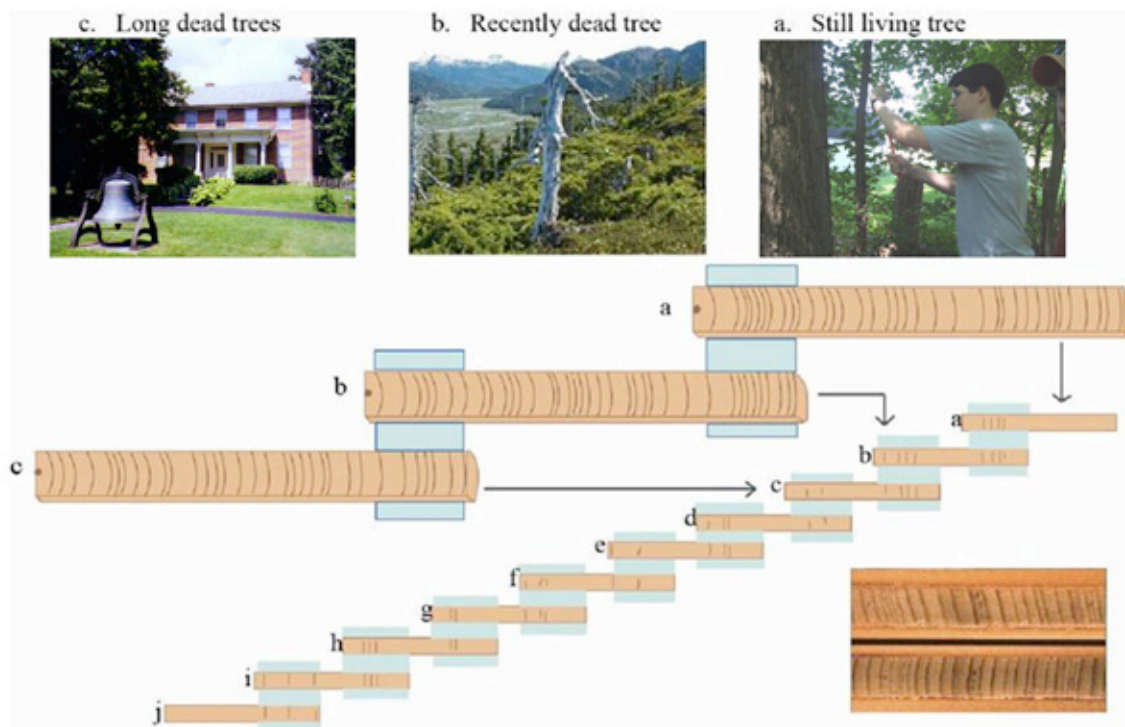 c. Long dead trees
b. Recently dead tree
a. Still living tree
a
b
c
a
b
c
d
e
f
g
h
i
j